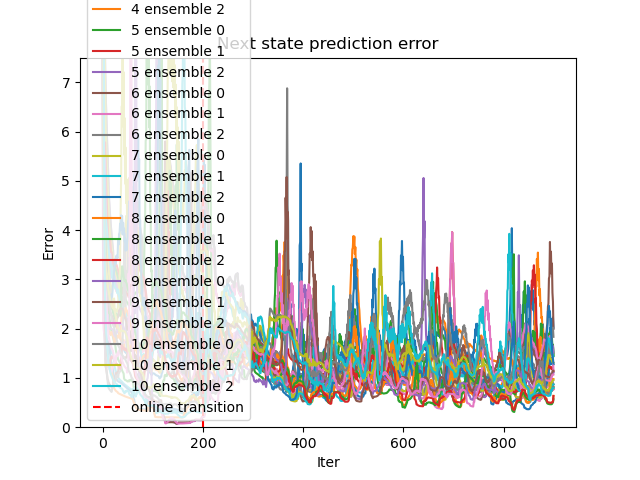 Next state prediction error
4 ensemble 2
5 ensemble 0
5 ensemble 1
5 ensemble 2
6 ensemble 0
6 ensemble 1
6 ensemble 2
7 ensemble 0
7 ensemble 1
7 ensemble 2
8 ensemble 0
8 ensemble 1
8 ensemble 2
9 ensemble 0
9 ensemble 1
9 ensemble 2
10 ensemble 0
10 ensemble 1
10 ensemble 2
online transition
Error
7
6
5
4
3
2
1
0
0 200 400 600 800
Iter